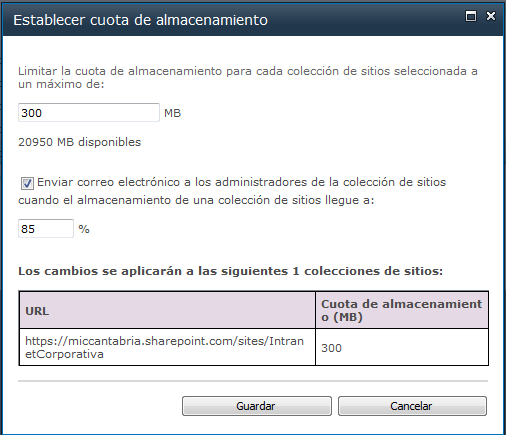 Establecer cuota de almacenamiento
Limitar la cuota de almacenamiento para cada colección de sitios seleccionada a
un máximo de:
300 MB
20950 MB disponibles
Enviar correo electrónico a los administradores de la colección de sitios
cuando el almacenamiento de una colección de sitios llegue a:
85 %
Los cambios se aplicarán a las siguientes 1 colecciones de sitios:
URL
Cuota de almacenamient
o (MB)
https://miccantabria.sharepoint.com/sites/Intra
netCorporativa
300
Guardar
Cancelar